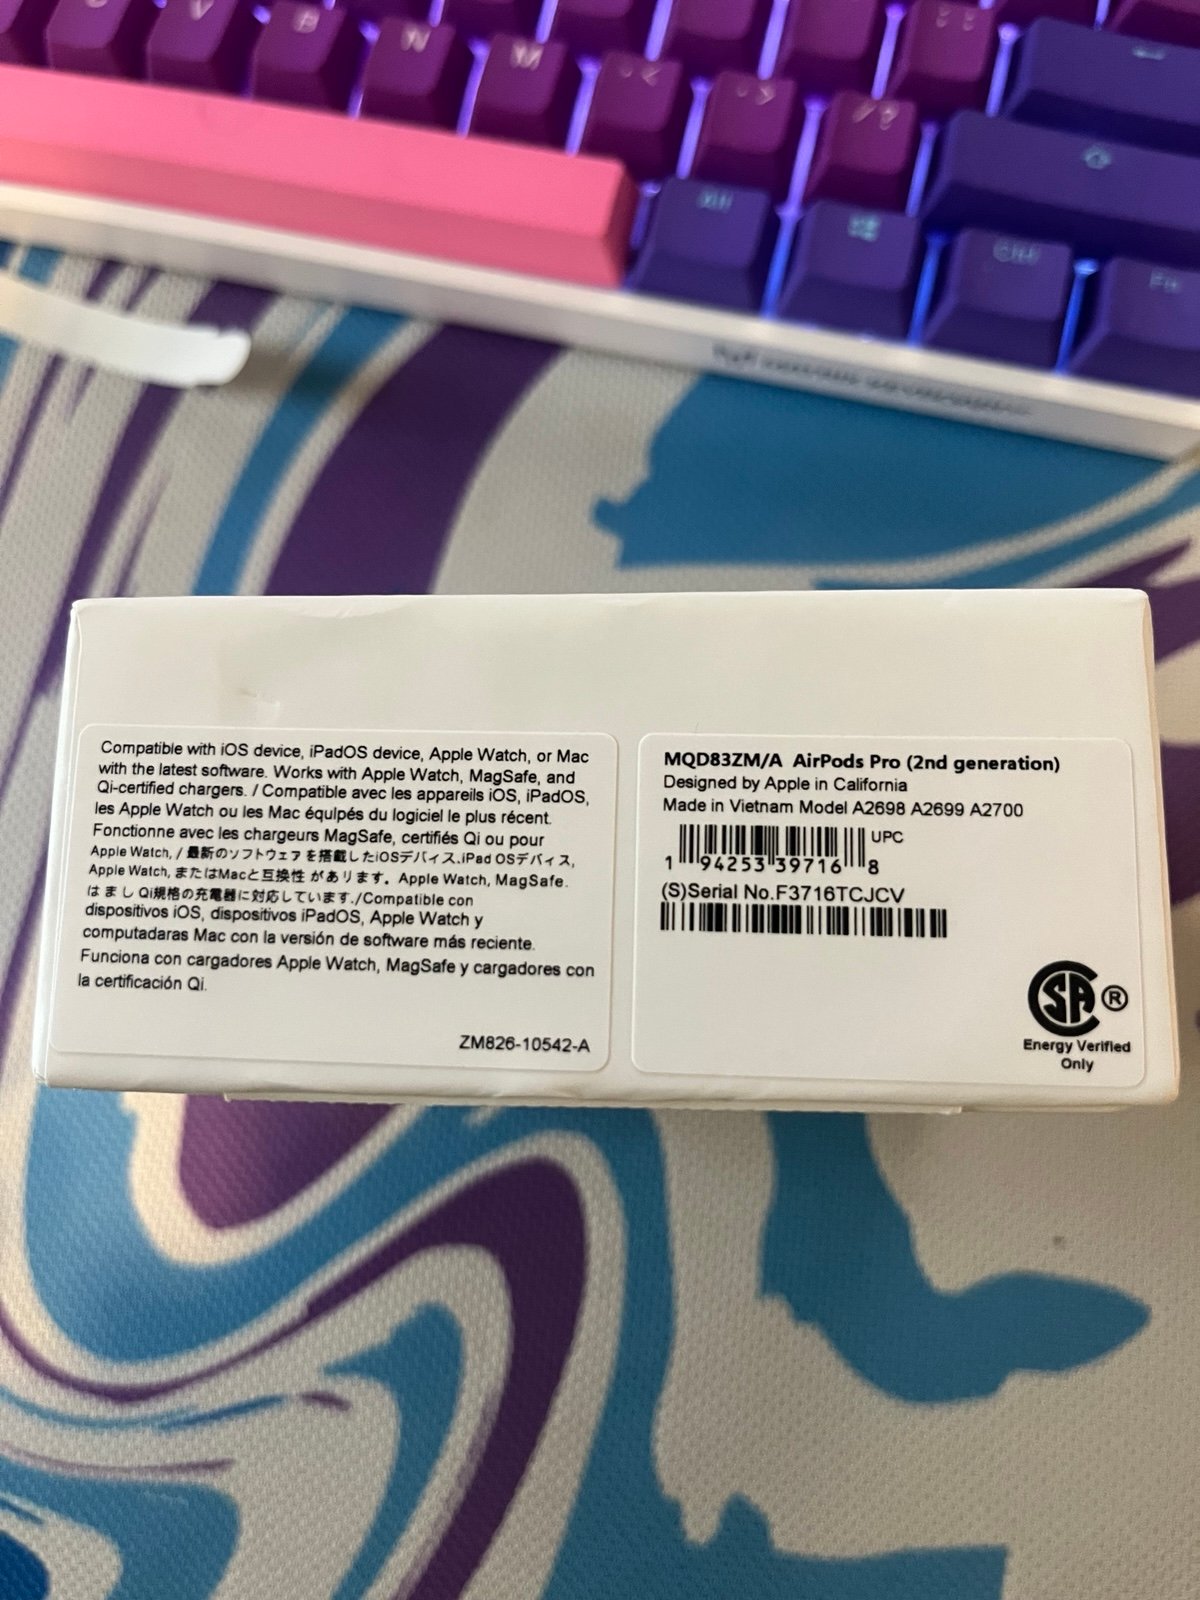 V B N M , < . > / ?
Alt
Ctrl
Fn
Compatible with iOS device, iPadOS device, Apple Watch, or Mac
with the latest software. Works with Apple Watch, MagSafe, and
Qi-certified chargers. / Compatible avec les appareils iOS, iPadOS,
les Apple Watch ou les Mac équlpés du logiciel le plus récent.
Fonctionne avec les chargeurs MagSafe, certifiés Qi ou pour
Apple Watch, / 最新のソフトウェアを搭載したiOSデバイス、iPad OSデバイス,
Apple Watch, またはMacと互換性 があります。Apple Watch, MagSafe.
は まし Qi規格の充電器に対応しています./Compatible con
dispositivos iOS, dispositivos iPadOS, Apple Watch y
computadaras Mac con la versión de software más reciente.
Funciona con cargadores Apple Watch, MagSafe y cargadores con
la certificación Qi.
ZM826-10542-A
MQD83ZM/A AirPods Pro (2nd generation)
Designed by Apple in California
Made in Vietnam Model A2698 A2699 A2700
UPC
1 94253 39716 8
(S)Serial No.F3716TCJCV
SA ®
Energy Verified
Only